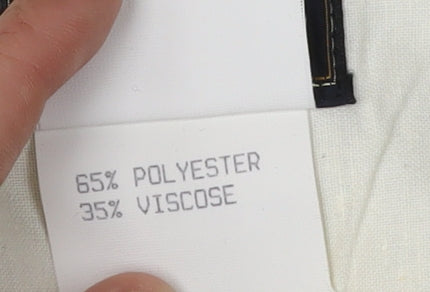 65% POLYESTER
35% VISCOSE